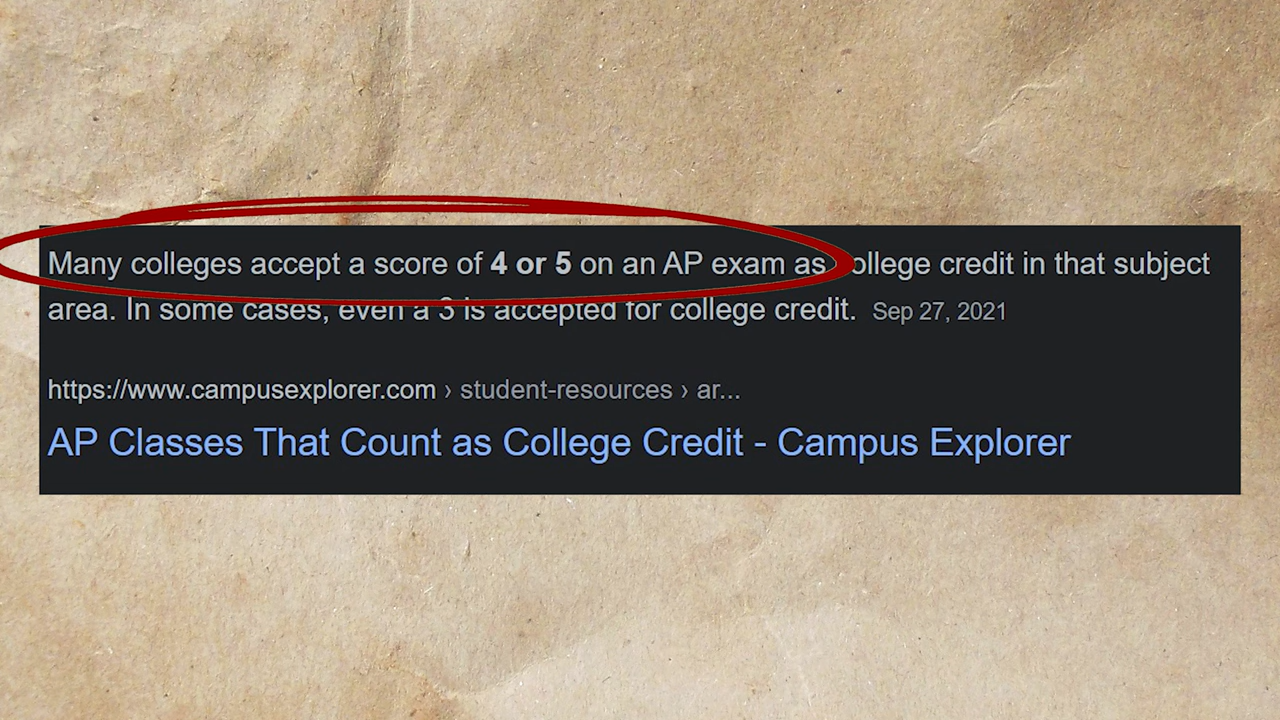 Many colleges accept a score of 4 or 5 on an AP exam as college credit in that subject
area. In some cases, even a 3 is accepted for college credit. Sep 27, 2021
https://www.campusexplorer.com › student-resources › ar...
AP Classes That Count as College Credit - Campus Explorer